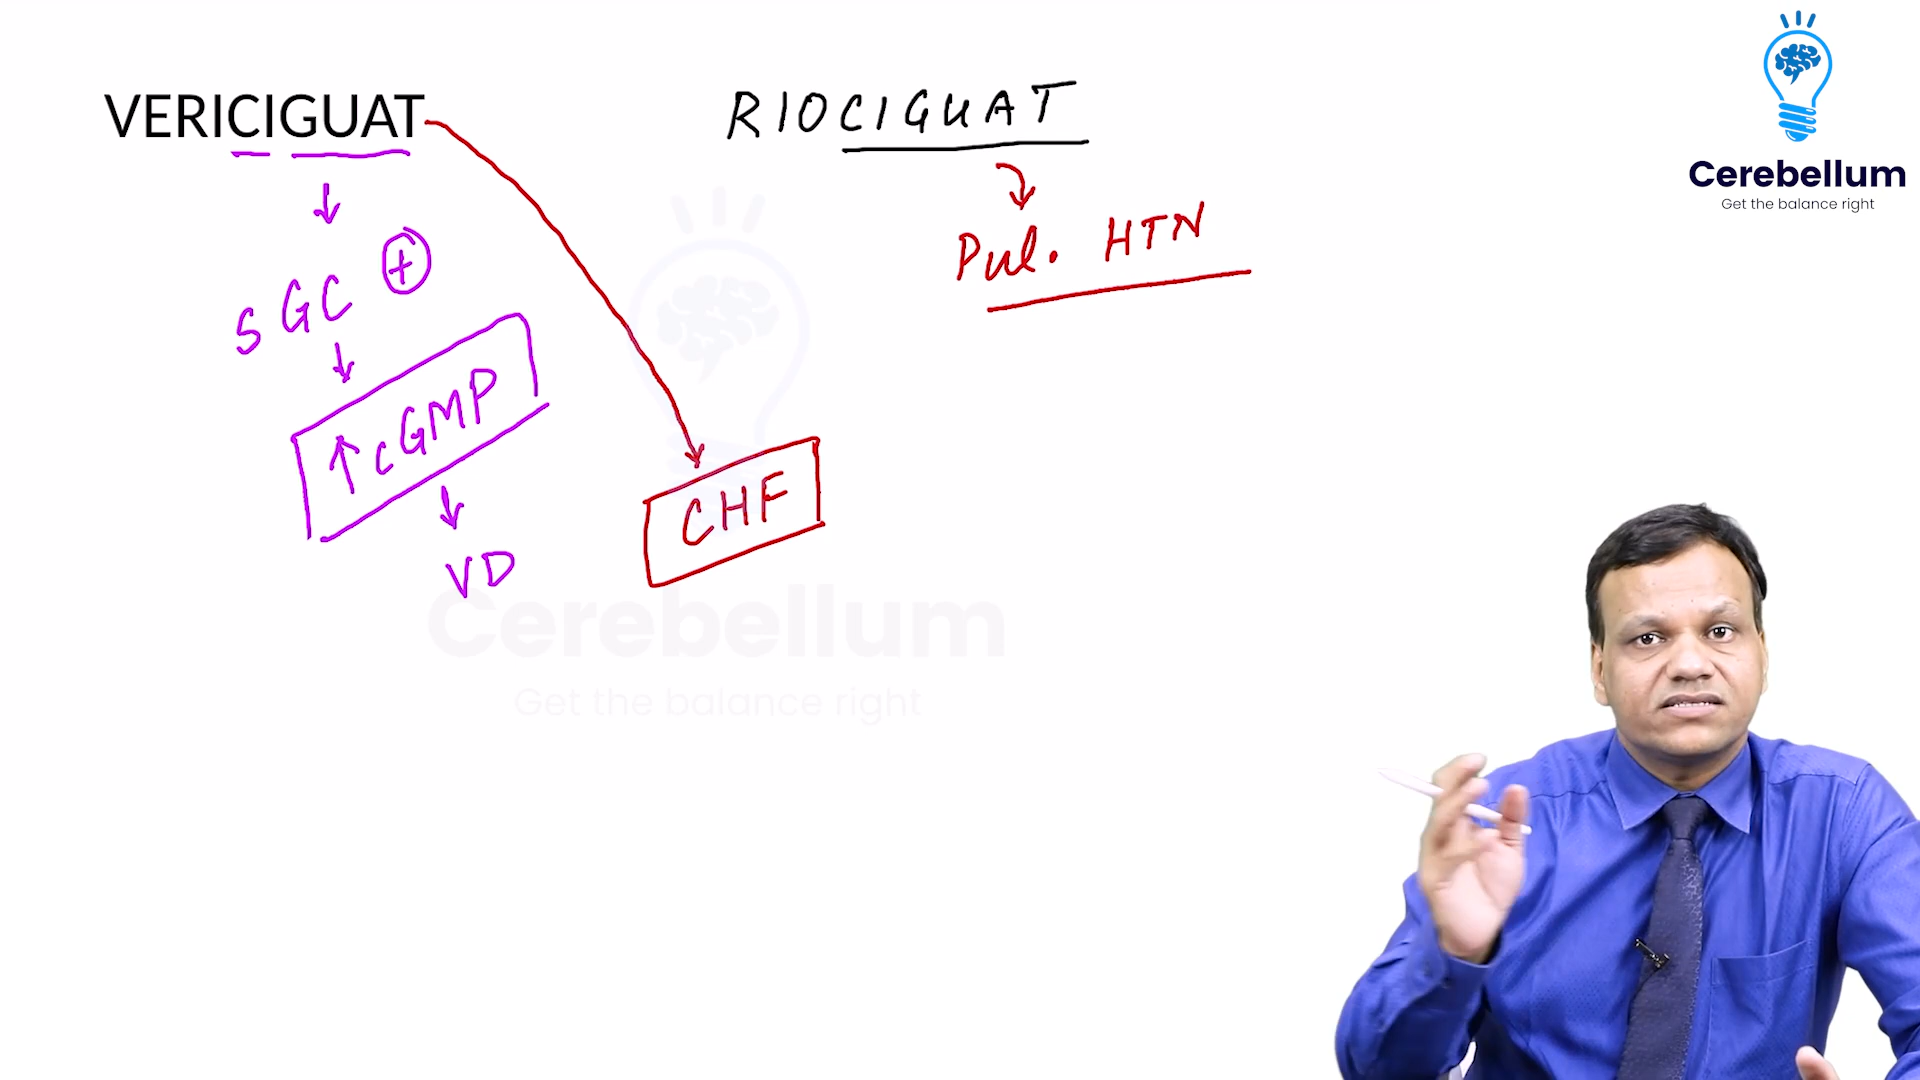 VERICIGUAT
RIOCIGUAT
Pul. HTN
SGC +
↑cGMP
VD
CHF
Cerebellum
Get the balance right
Cerebellum
Get the balance right